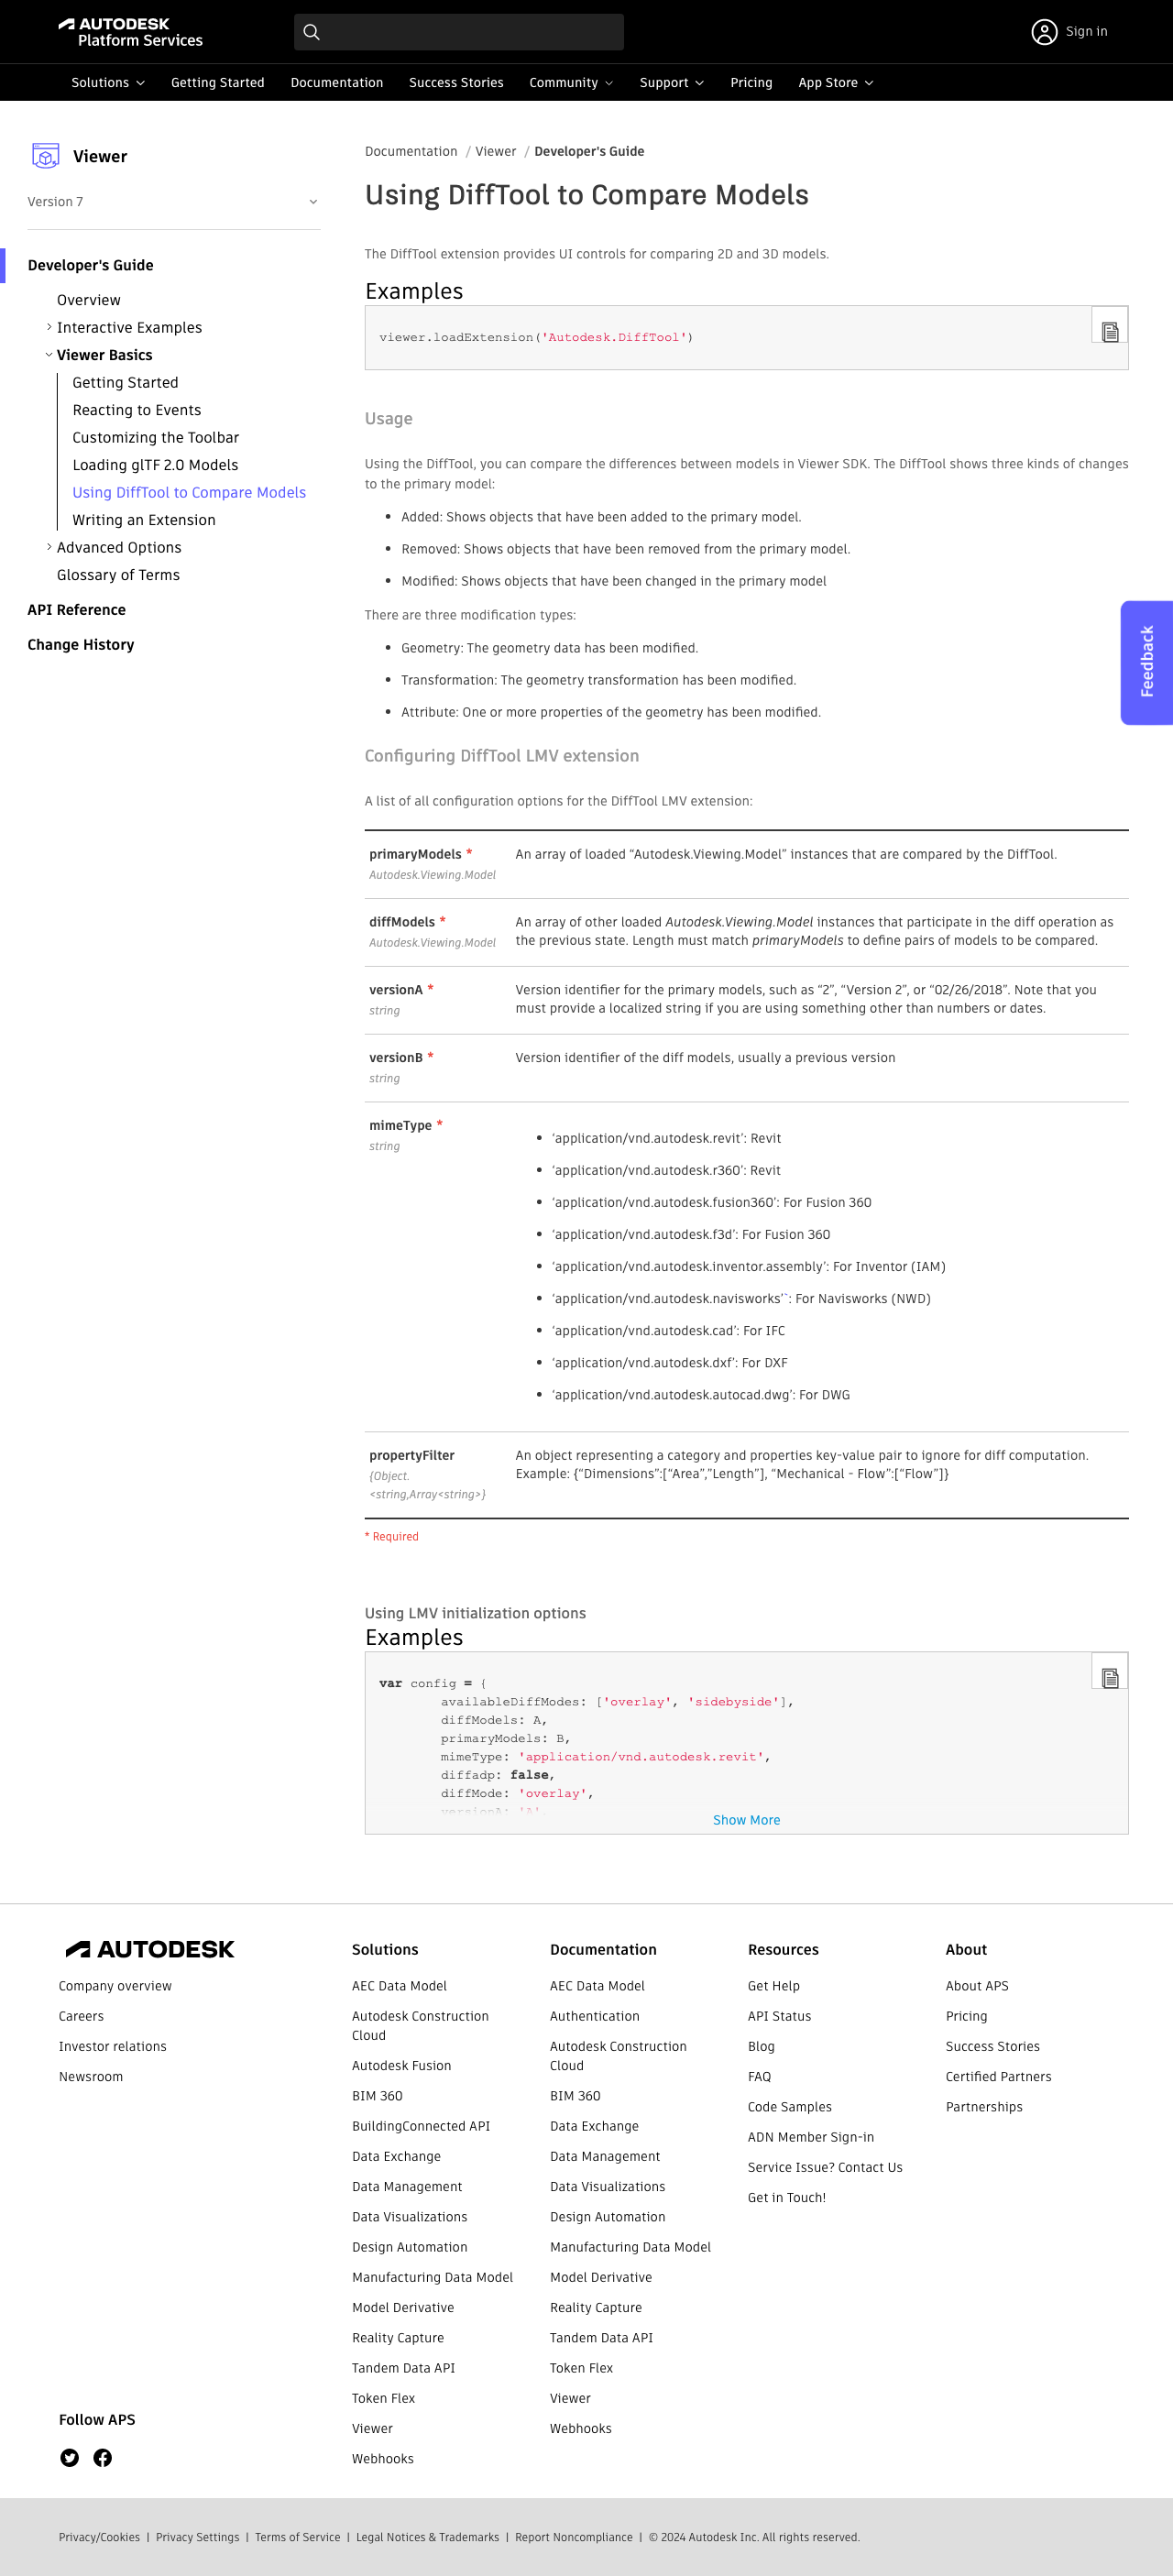 AUTODESK
Platform Services
Sign in
Solutions
Getting Started
Documentation
Success Stories
Community
Support
Pricing
App Store
Viewer
Version 7
Developer's Guide
Overview
Interactive Examples
Viewer Basics
Getting Started
Reacting to Events
Customizing the Toolbar
Loading glTF 2.0 Models
Using DiffTool to Compare Models
Writing an Extension
Advanced Options
Glossary of Terms
API Reference
Change History
Documentation / Viewer / Developer's Guide
Using DiffTool to Compare Models
The DiffTool extension provides UI controls for comparing 2D and 3D models.
Examples
viewer.loadExtension('Autodesk.DiffTool')
Usage
Using the DiffTool, you can compare the differences between models in Viewer SDK. The DiffTool shows three kinds of changes
to the primary model:
• Added: Shows objects that have been added to the primary model.
• Removed: Shows objects that have been removed from the primary model.
• Modified: Shows objects that have been changed in the primary model
There are three modification types:
• Geometry: The geometry data has been modified.
• Transformation: The geometry transformation has been modified.
• Attribute: One or more properties of the geometry has been modified.
Feedback
Configuring DiffTool LMV extension
A list of all configuration options for the DiffTool LMV extension:
primaryModels *
Autodesk.Viewing.Model
An array of loaded “Autodesk.Viewing.Model” instances that are compared by the DiffTool.
diffModels *
Autodesk.Viewing.Model
An array of other loaded Autodesk.Viewing.Model instances that participate in the diff operation as
the previous state. Length must match primaryModels to define pairs of models to be compared.
versionA *
string
Version identifier for the primary models, such as “2”, “Version 2”, or “02/26/2018”. Note that you
must provide a localized string if you are using something other than numbers or dates.
versionB *
string
Version identifier of the diff models, usually a previous version
mimeType *
string
• ‘application/vnd.autodesk.revit’: Revit
• ‘application/vnd.autodesk.r360’: Revit
• ‘application/vnd.autodesk.fusion360’: For Fusion 360
• ‘application/vnd.autodesk.f3d’: For Fusion 360
• ‘application/vnd.autodesk.inventor.assembly’: For Inventor (IAM)
• ‘application/vnd.autodesk.navisworks’`: For Navisworks (NWD)
• ‘application/vnd.autodesk.cad’: For IFC
• ‘application/vnd.autodesk.dxf’: For DXF
• ‘application/vnd.autodesk.autocad.dwg’: For DWG
propertyFilter
{Object.
<string,Array<string>}
An object representing a category and properties key-value pair to ignore for diff computation.
Example: {“Dimensions”:[“Area”,”Length”], “Mechanical - Flow”:[“Flow”]}
* Required
Using LMV initialization options
Examples
var config = {
availableDiffModes: ['overlay', 'sidebyside'],
diffModels: A,
primaryModels: B,
mimeType: 'application/vnd.autodesk.revit',
diffadp: false,
diffMode: 'overlay',
versionA: 'A',
Show More
AUTODESK
Company overview
Careers
Investor relations
Newsroom
Follow APS
Solutions
AEC Data Model
Autodesk Construction
Cloud
Autodesk Fusion
BIM 360
BuildingConnected API
Data Exchange
Data Management
Data Visualizations
Design Automation
Manufacturing Data Model
Model Derivative
Reality Capture
Tandem Data API
Token Flex
Viewer
Webhooks
Documentation
AEC Data Model
Authentication
Autodesk Construction
Cloud
BIM 360
Data Exchange
Data Management
Data Visualizations
Design Automation
Manufacturing Data Model
Model Derivative
Reality Capture
Tandem Data API
Token Flex
Viewer
Webhooks
Resources
Get Help
API Status
Blog
FAQ
Code Samples
ADN Member Sign-in
Service Issue? Contact Us
Get in Touch!
About
About APS
Pricing
Success Stories
Certified Partners
Partnerships
Privacy/Cookies | Privacy Settings | Terms of Service | Legal Notices & Trademarks | Report Noncompliance | © 2024 Autodesk Inc. All rights reserved.